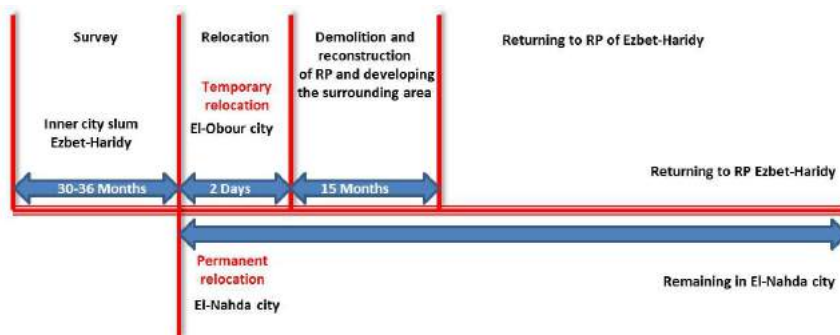 Survey
Relocation
Demolition and
reconstruction
of RP and developing
the surrounding area
Returning to RP of Ezbet-Haridy
Temporary
relocation
Inner city slum
Ezbet-Haridy
El-Obour city
Returning to RP Ezbet-Haridy
30-36 Months
2 Days
15 Months
Permanent
relocation
El-Nahda city
Remaining in El-Nahda city